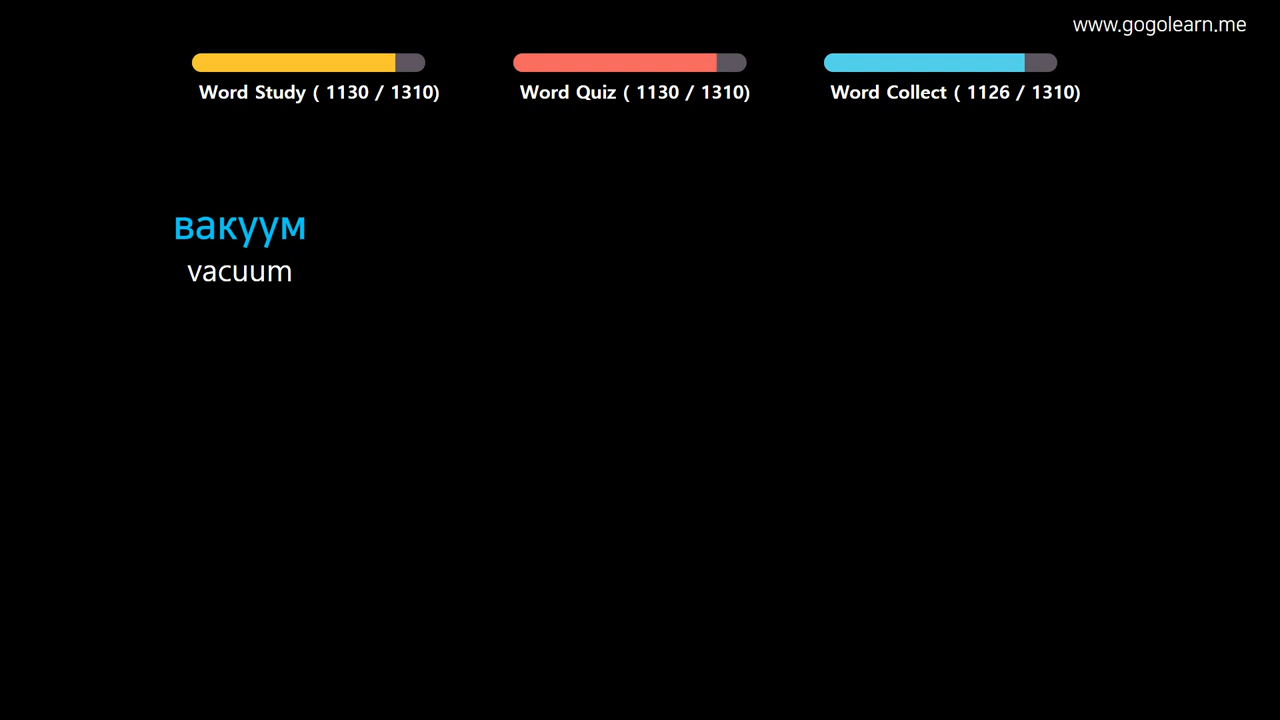 www.gogolearn.me
Word Study ( 1130 / 1310)
Word Quiz ( 1130 / 1310)
Word Collect ( 1126 / 1310)
вакуум
vacuum